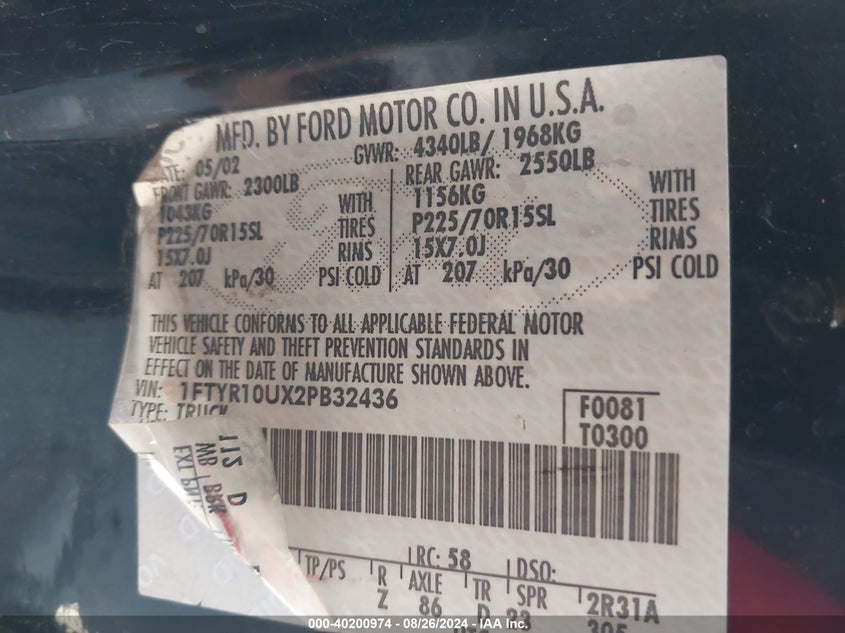 MFD. BY FORD MOTOR CO. IN U.S.A.
DATE: 05/02 GVWR: 4340LB/ 1968KG
FRONT GAWR: 2300LB REAR GAWR: 2550LB
1043KG WITH 1156KG WITH
P225/70R15SL TIRES P225/70R15SL TIRES
15X7.0J RIMS 15X7.0J RIMS
AT 207 kPa/30 PSI COLD AT 207 kPa/30 PSI COLD
THIS VEHICLE CONFORMS TO ALL APPLICABLE FEDERAL MOTOR
VEHICLE SAFETY AND THEFT PREVENTION STANDARDS IN
EFFECT ON THE DATE OF MANUFACTURE SHOWN ABOVE.
VIN: 1FTYR10UX2PB32436
TYPE: TRUCK
F0081
T0300
EXT PNT:
RC: 58 DSO:
TP/PS R AXLE TR SPR 2R31A
Z 86 D
000-40200974 - 08/26/2024 - IAA Inc.